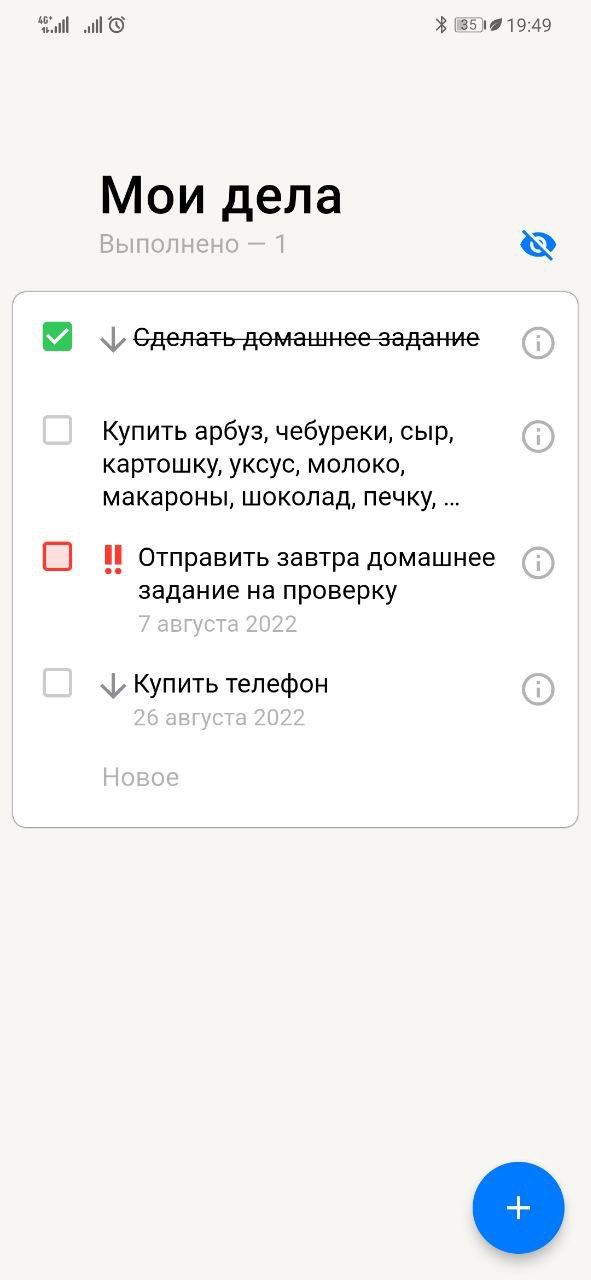 4G+ 35 19:49
Мои дела
Выполнено — 1
Сделать домашнее задание
Купить арбуз, чебуреки, сыр,
картошку, уксус, молоко,
макароны, шоколад, печку, ...
!! Отправить завтра домашнее
задание на проверку
7 августа 2022
Купить телефон
26 августа 2022
Новое